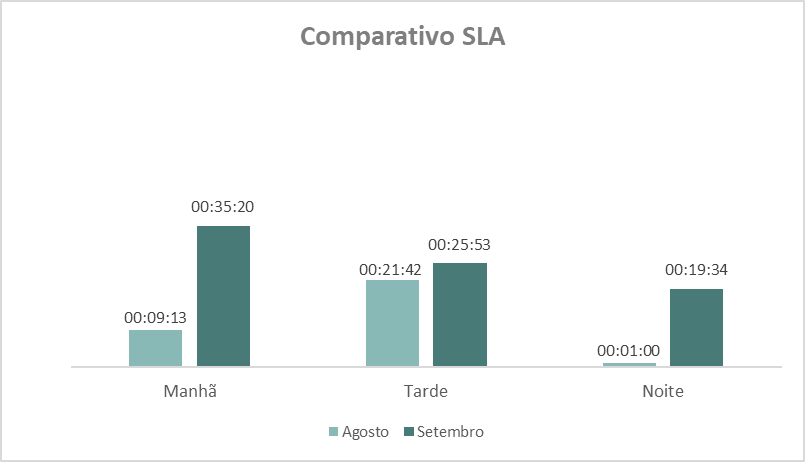 Comparativo SLA
00:35:20
00:25:53
00:21:42
00:19:34
00:09:13
00:01:00
Manhã Tarde Noite
Agosto Setembro